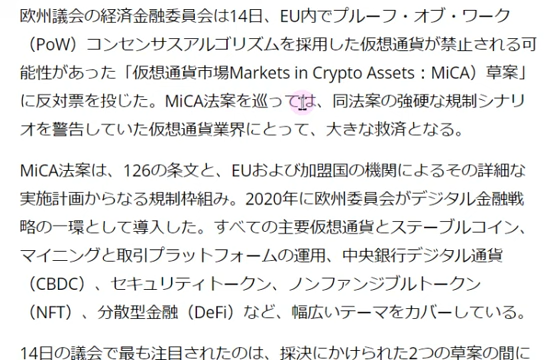 欧州議会の経済金融委員会は14日、EU内でプルーフ・オブ・ワーク
（PoW）コンセンサスアルゴリズムを採用した仮想通貨が禁止される可
能性があった「仮想通貨市場Markets in Crypto Assets：MiCA）草案」
に反対票を投じた。MiCA法案を巡っては、同法案の強硬な規制シナリ
オを警告していた仮想通貨業界にとって、大きな救済となる。
MiCA法案は、126の条文と、EUおよび加盟国の機関によるその詳細な
実施計画からなる規制枠組み。2020年に欧州委員会がデジタル金融戦
略の一環として導入した。すべての主要仮想通貨とステーブルコイン、
マイニングと取引プラットフォームの運用、中央銀行デジタル通貨
（CBDC）、セキュリティトークン、ノンファンジブルトークン
（NFT）、分散型金融（DeFi）など、幅広いテーマをカバーしている。
14日の議会で最も注目されたのは、採決にかけられた2つの草案の間に